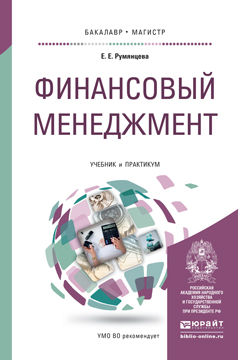 БАКАЛАВР • МАГИСТР
Е. Е. Румянцева
ФИНАНСОВЫЙ
МЕНЕДЖМЕНТ
УЧЕБНИК и ПРАКТИКУМ
РОССИЙСКАЯ
АКАДЕМИЯ НАРОДНОГО
ХОЗЯЙСТВА
И ГОСУДАРСТВЕННОЙ
СЛУЖБЫ
ПРИ ПРЕЗИДЕНТЕ РФ
УМО ВО рекомендует
юрайт
ИЗДАТЕЛЬСТВО
biblio-online.ru